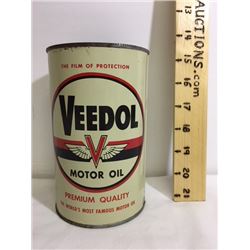 THE FILM OF PROTECTION
VEEDOL
V
MOTOR OIL
PREMIUM QUALITY
WORLD'S MOST FAMOUS MOTOR OIL
AUCTIONS.com
13
14
15
16
17
18
19
20
21